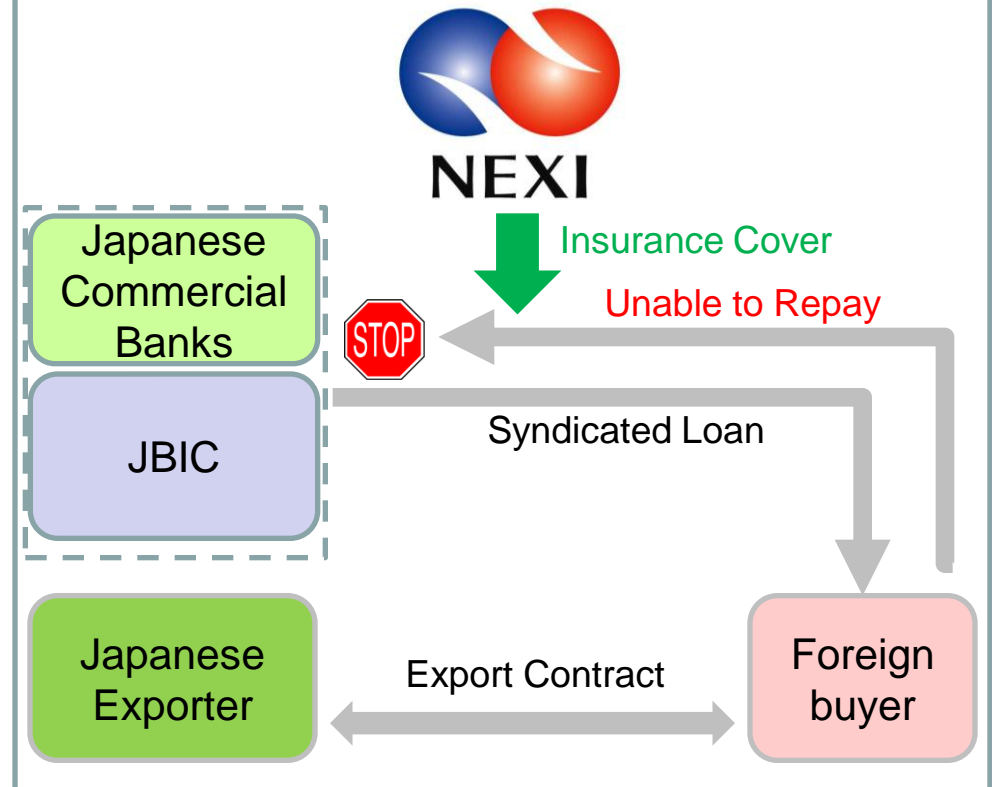 NEXI
Japanese
Commercial
Banks
Insurance Cover
Unable to Repay
STOP
JBIC
Syndicated Loan
Japanese
Exporter
Export Contract
Foreign
buyer